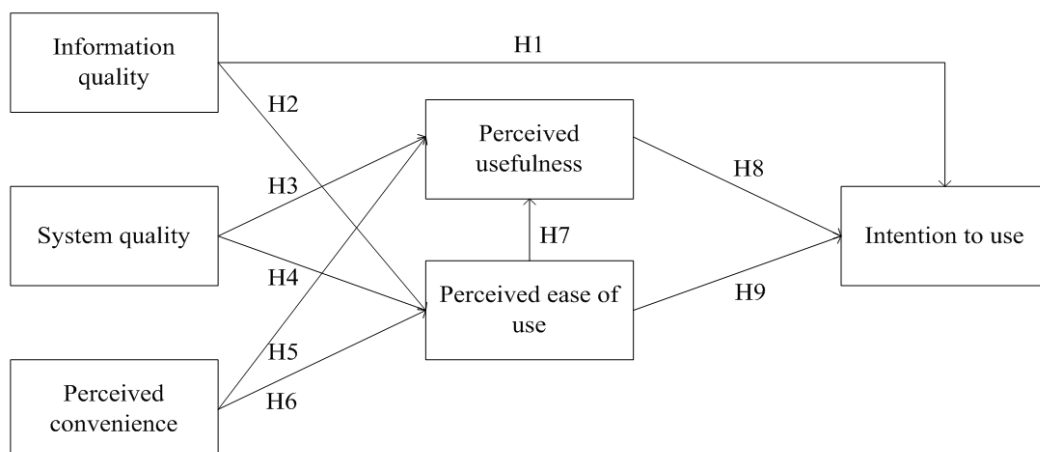 Information
quality
H1
H2
Perceived
usefulness
H3
H8
System quality
H7
Intention to use
H4
Perceived ease of
use
H9
H5
H6
Perceived
convenience